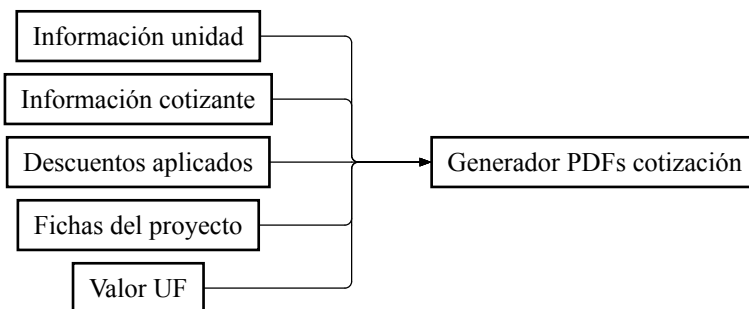 Información unidad
Información cotizante
Descuentos aplicados
Generador PDFs cotización
Fichas del proyecto
Valor UF